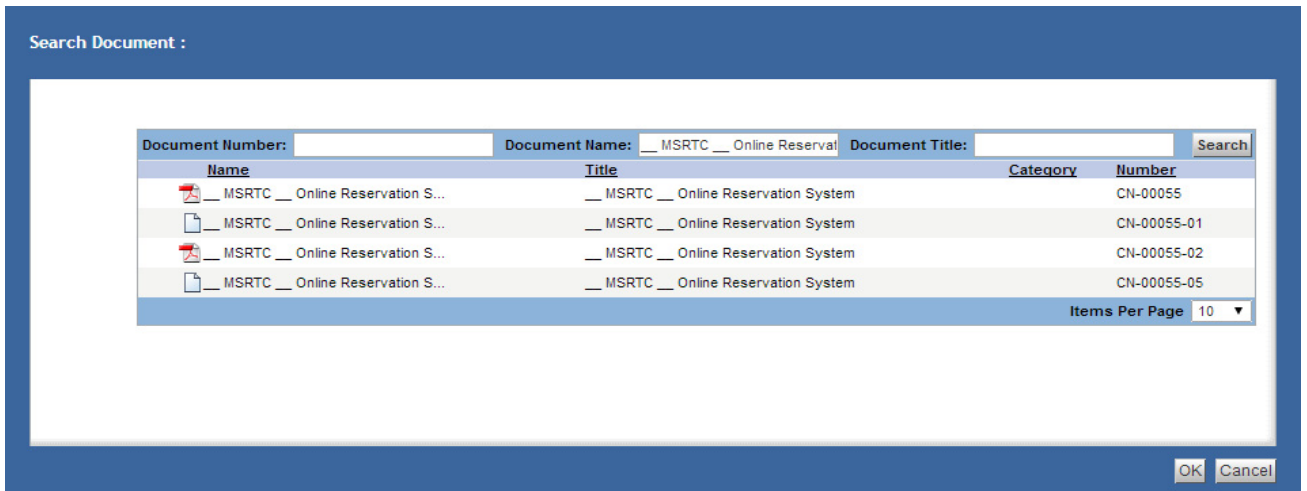 Search Document :
Document Number: Document Name: __ MSRTC __ Online Reservat Document Title: Search
Name Title Category Number
__ MSRTC __ Online Reservation S... __ MSRTC __ Online Reservation System CN-00055
__ MSRTC __ Online Reservation S... __ MSRTC __ Online Reservation System CN-00055-01
__ MSRTC __ Online Reservation S... __ MSRTC __ Online Reservation System CN-00055-02
__ MSRTC __ Online Reservation S... __ MSRTC __ Online Reservation System CN-00055-05
Items Per Page 10
OK Cancel